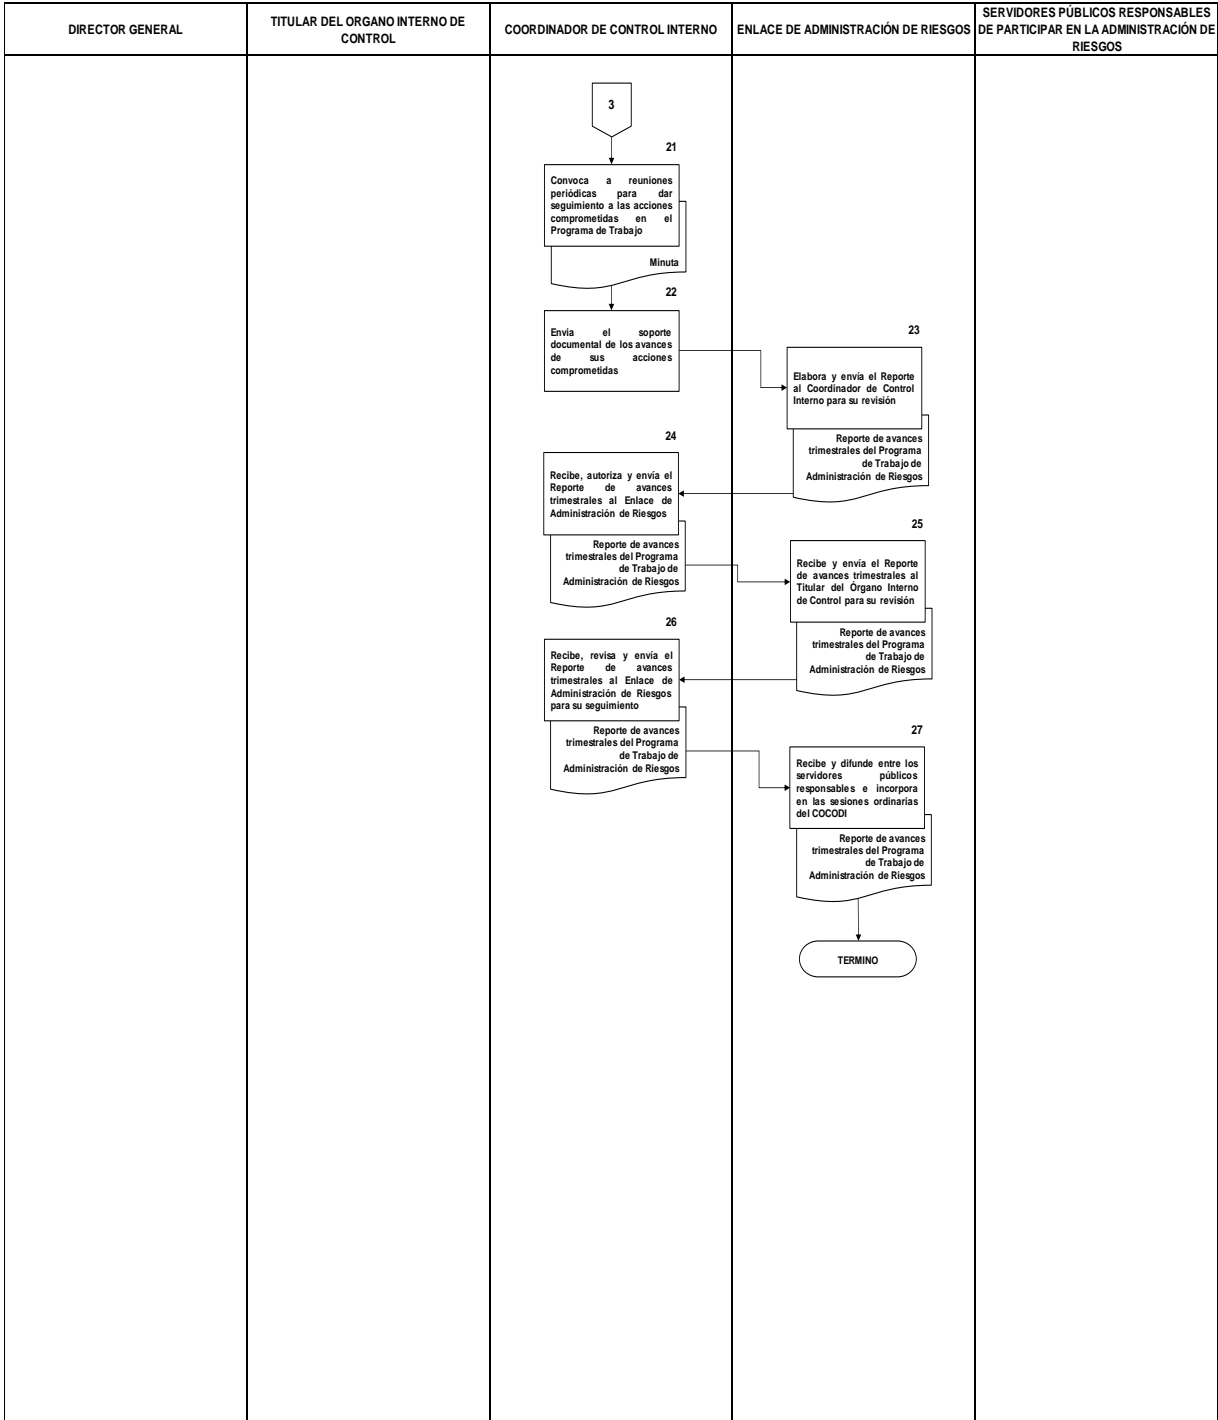 DIRECTOR GENERAL
TITULAR DEL ORGANO INTERNO DE
CONTROL
COORDINADOR DE CONTROL INTERNO
ENLACE DE ADMINISTRACIÓN DE RIESGOS
SERVIDORES PÚBLICOS RESPONSABLES
DE PARTICIPAR EN LA ADMINISTRACIÓN DE
RIESGOS
3
21
Convoca a reuniones
periódicas para dar
seguimiento a las acciones
comprometidas en el
Programa de Trabajo
Minuta
22
Envia el soporte
documental de los avances
de sus acciones
comprometidas
23
Elabora y envía el Reporte
al Coordinador de Control
Interno para su revisión
Reporte de avances
trimestrales del Programa
de Trabajo de
Administración de Riesgos
24
Recibe, autoriza y envía el
Reporte de avances
trimestrales al Enlace de
Administración de Riesgos
Reporte de avances
trimestrales del Programa
de Trabajo de
Administración de Riesgos
25
Recibe y envía el Reporte
de avances trimestrales al
Titular del Órgano Interno
de Control para su revisión
Reporte de avances
trimestrales del Programa
de Trabajo de
Administración de Riesgos
26
Recibe, revisa y envía el
Reporte de avances
trimestrales al Enlace de
Administración de Riesgos
para su seguimiento
Reporte de avances
trimestrales del Programa
de Trabajo de
Administración de Riesgos
27
Recibe y difunde entre los
servidores públicos
responsables e incorpora
en las sesiones ordinarias
del COCODI
Reporte de avances
trimestrales del Programa
de Trabajo de
Administración de Riesgos
TERMINO